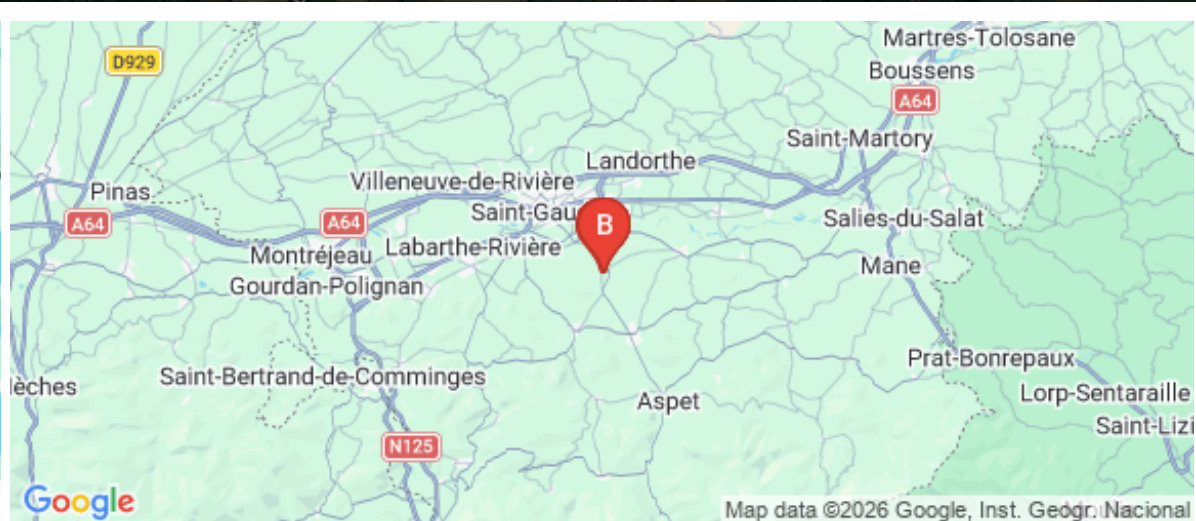 Martres-Tolosane
D929
Boussens
A64
Saint-Martory
Landorthe
Villeneuve-de-Rivière
Pinas
A64
A64
Saint-Gau
B
Salies-du-Salat
Montréjeau
Labarthe-Rivière
Mane
Gourdan-Polignan
Prat-Bonrepaux
lèches
Saint-Bertrand-de-Comminges
Aspet
Lorp-Sentaraille
Saint-Lizi
N125
Google
Map data ©2026 Google, Inst. Geogr. Nacional